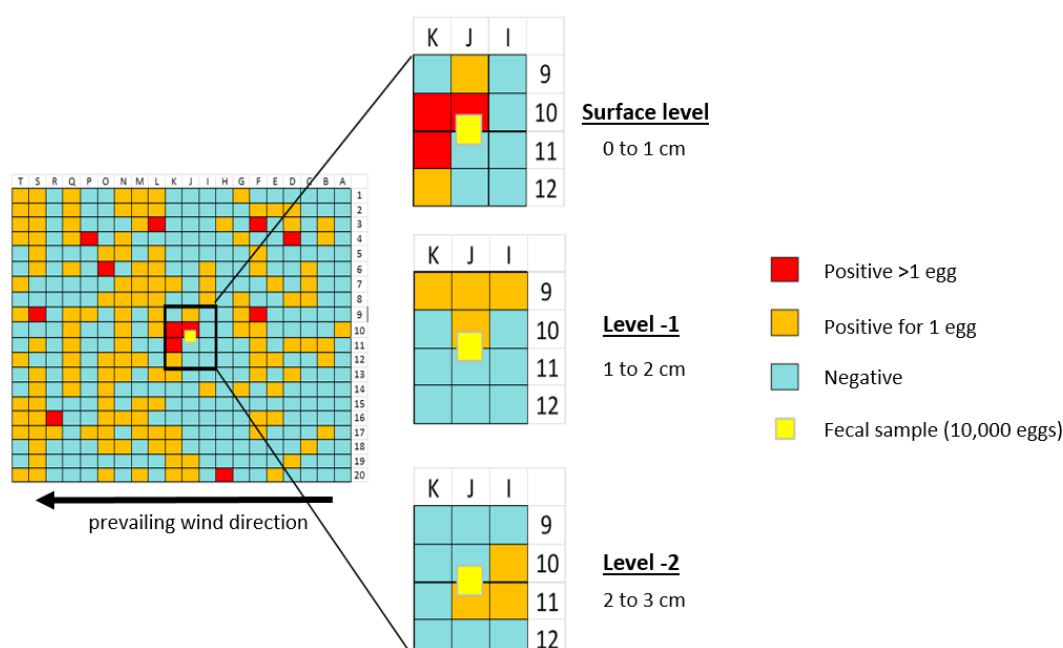 K J I
9
10
11
12
Surface level
0 to 1 cm
T S R Q P O N M L K J I H G F E D C B A
1
2
3
4
5
6
7
8
9
10
11
12
13
14
15
16
17
18
19
20
prevailing wind direction
K J I
9
10
11
12
Level -1
1 to 2 cm
K J I
9
10
11
12
Level -2
2 to 3 cm
Positive >1 egg
Positive for 1 egg
Negative
Fecal sample (10,000 eggs)